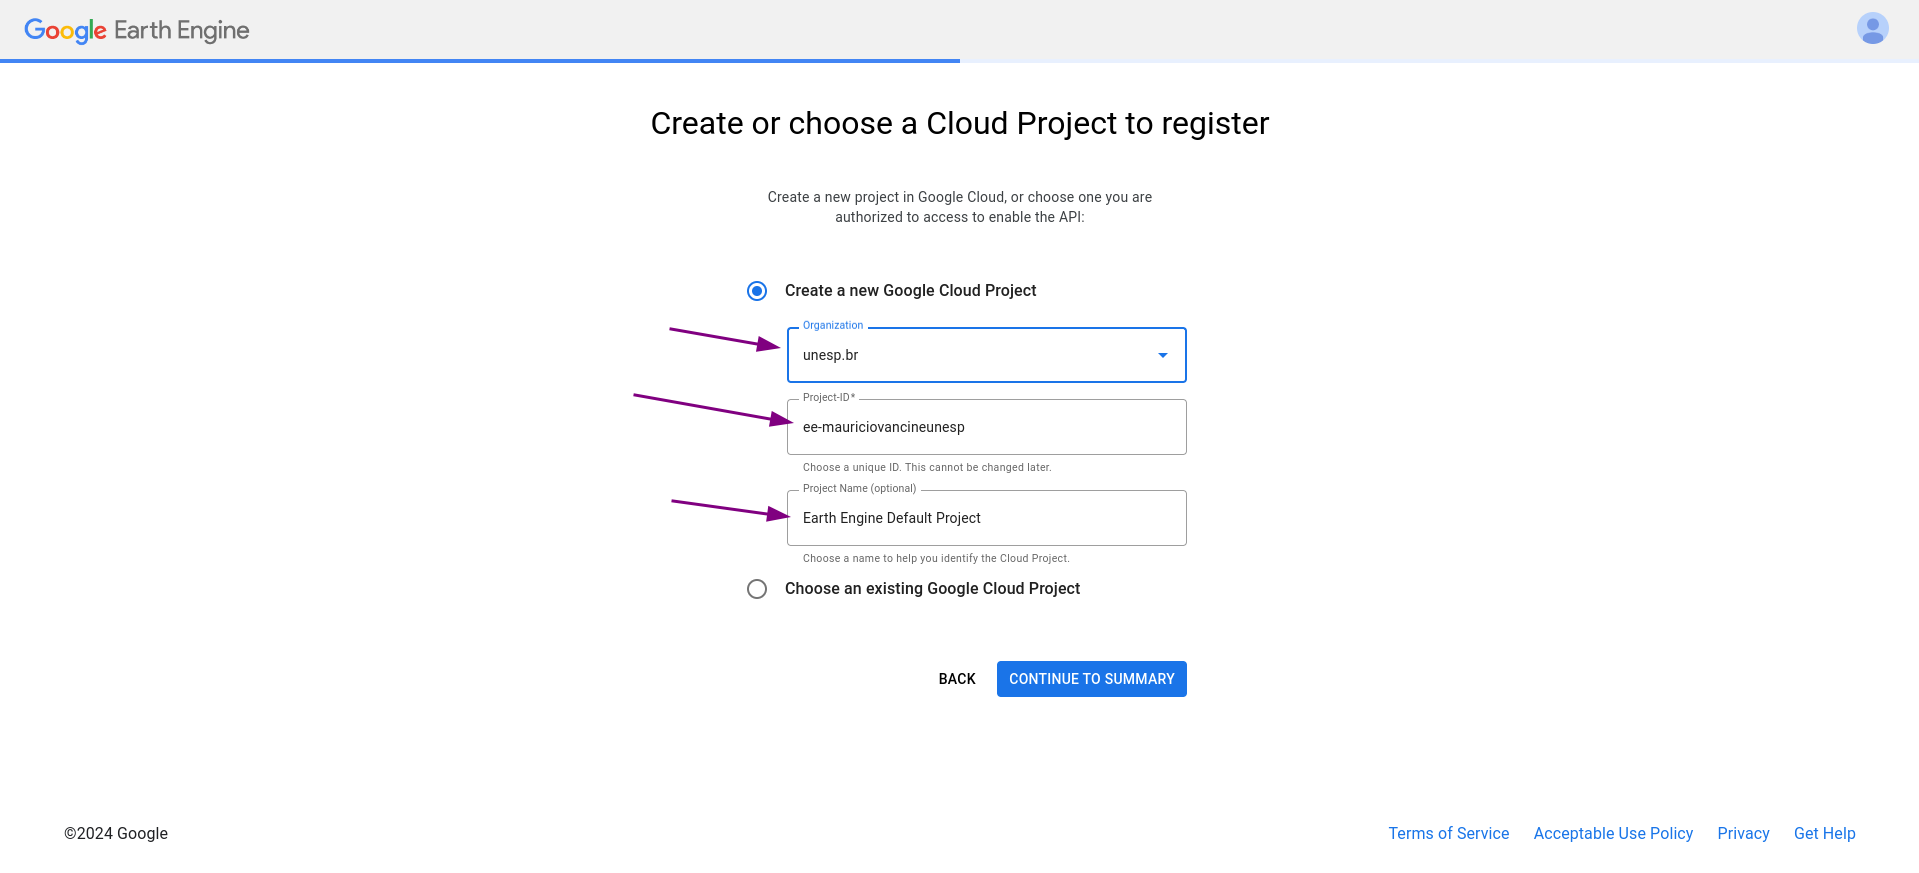 Google Earth Engine
Create or choose a Cloud Project to register
Create a new project in Google Cloud, or choose one you are
authorized to access to enable the API:
Create a new Google Cloud Project
Organization
unesp.br
Project-ID*
ee-mauriciovancineunesp
Choose a unique ID. This cannot be changed later.
Project Name (optional)
Earth Engine Default Project
Choose a name to help you identify the Cloud Project.
Choose an existing Google Cloud Project
BACK CONTINUE TO SUMMARY
©2024 Google Terms of Service Acceptable Use Policy Privacy Get Help